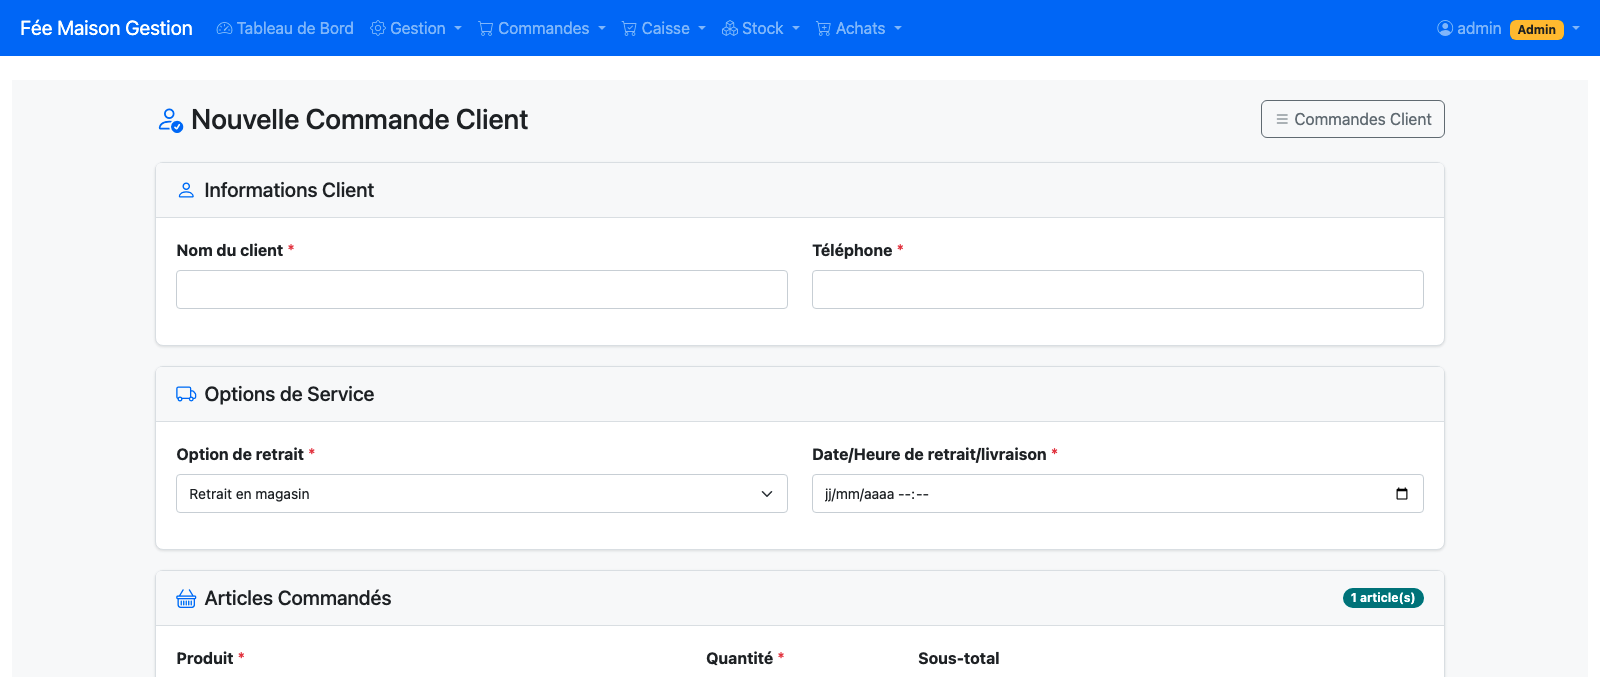 Fée Maison Gestion Tableau de Bord Gestion Commandes Caisse Stock Achats admin Admin
Nouvelle Commande Client Commandes Client
Informations Client
Nom du client * Téléphone *
Options de Service
Option de retrait * Date/Heure de retrait/livraison *
Retrait en magasin jj/mm/aaaa --:--
Articles Commandés 1 article(s)
Produit * Quantité * Sous-total